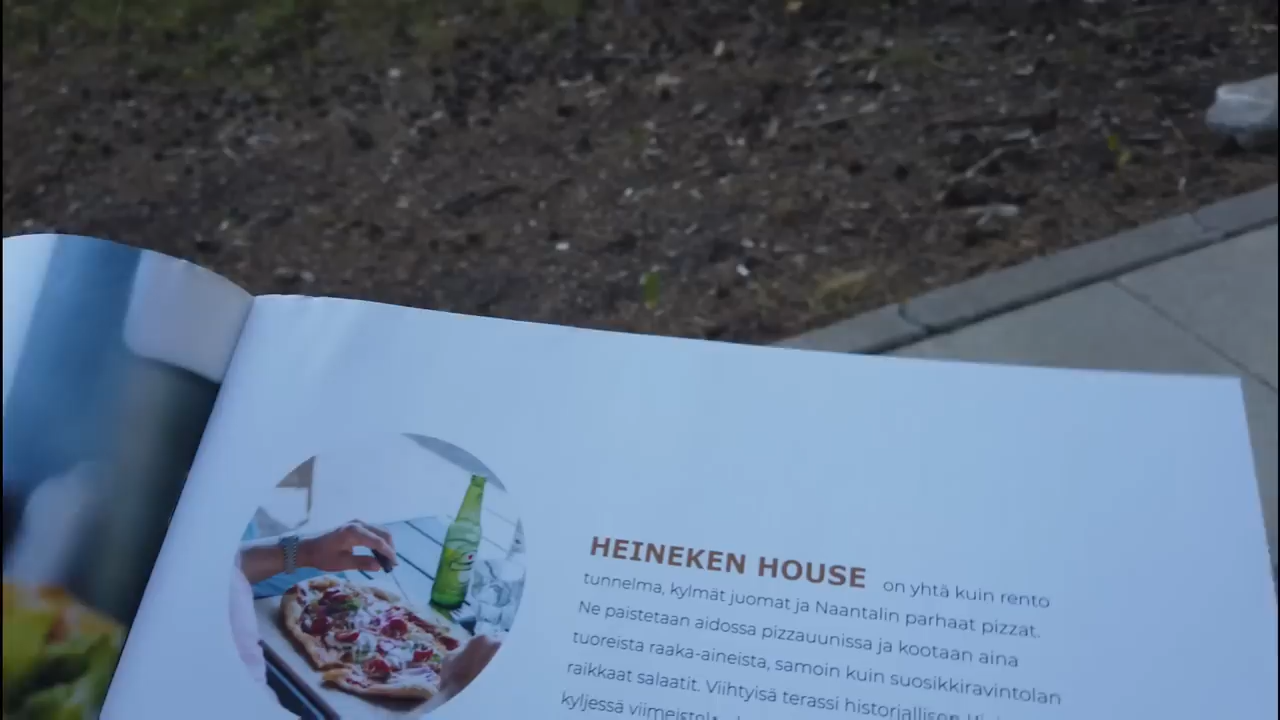 HEINEKEN HOUSE on yhtä kuin rento
tunnelma, kylmät juomat ja Naantalin parhaat pizzat.
Ne paistetaan aidossa pizzauunissa ja kootaan aina
tuoreista raaka-aineista, samoin kuin suosikkiravintolan
raikkaat salaatit. Viihtyisä terassi historiallisen
kyljessä